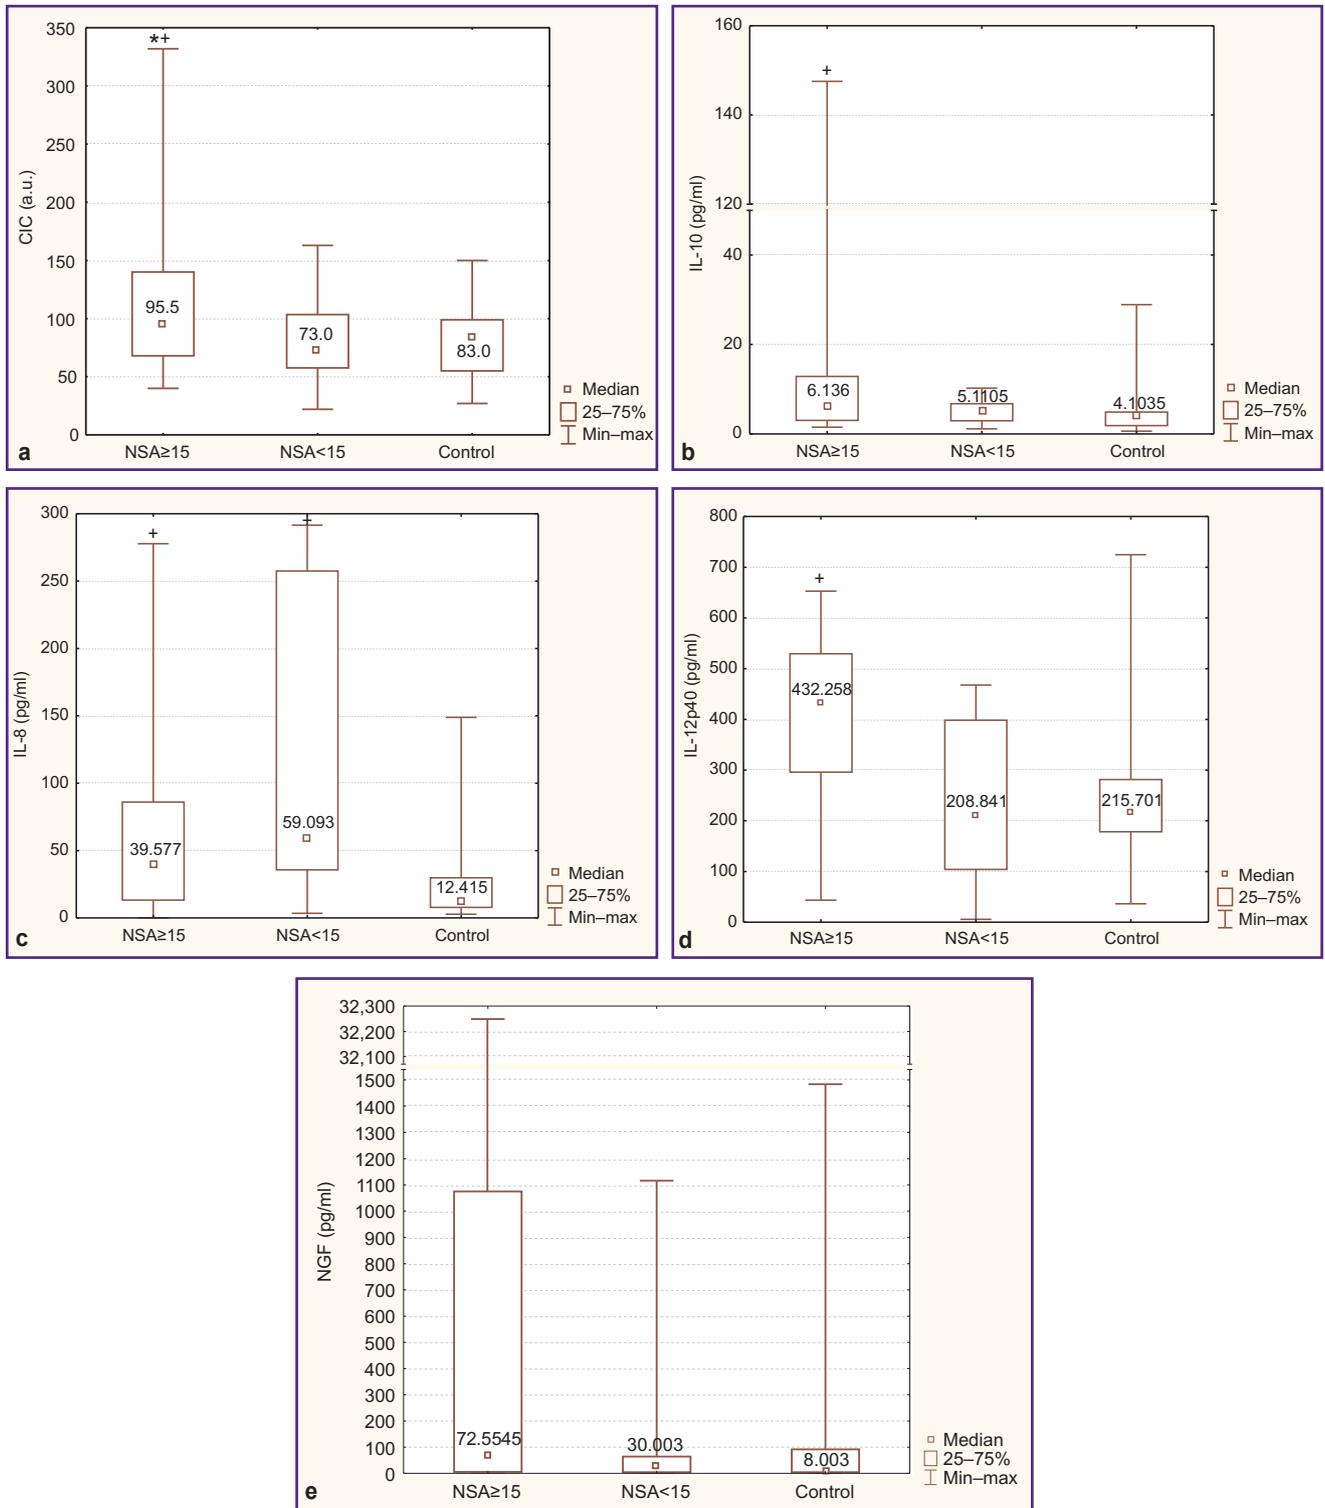 350
300
250
200
150
100
50
0
CIC (a.u.)
*+
95.5
73.0
83.0
NSA≥15
NSA<15
Control
Median
25–75%
Min–max
a
160
140
120
40
20
0
IL-10 (pg/ml)
+
6.136
5.1105
4.1035
NSA≥15
NSA<15
Control
Median
25–75%
Min–max
b
300
250
200
150
100
50
0
IL-8 (pg/ml)
+
+
39.577
59.093
12.415
NSA≥15
NSA<15
Control
Median
25–75%
Min–max
c
800
700
600
500
400
300
200
100
0
IL-12p40 (pg/ml)
+
432.258
208.841
215.701
NSA≥15
NSA<15
Control
Median
25–75%
Min–max
d
32,300
32,200
32,100
1500
1400
1300
1200
1100
1000
900
800
700
600
500
400
300
200
100
0
NGF (pg/ml)
72.5545
30.003
8.003
NSA≥15
NSA<15
Control
Median
25–75%
Min–max
e